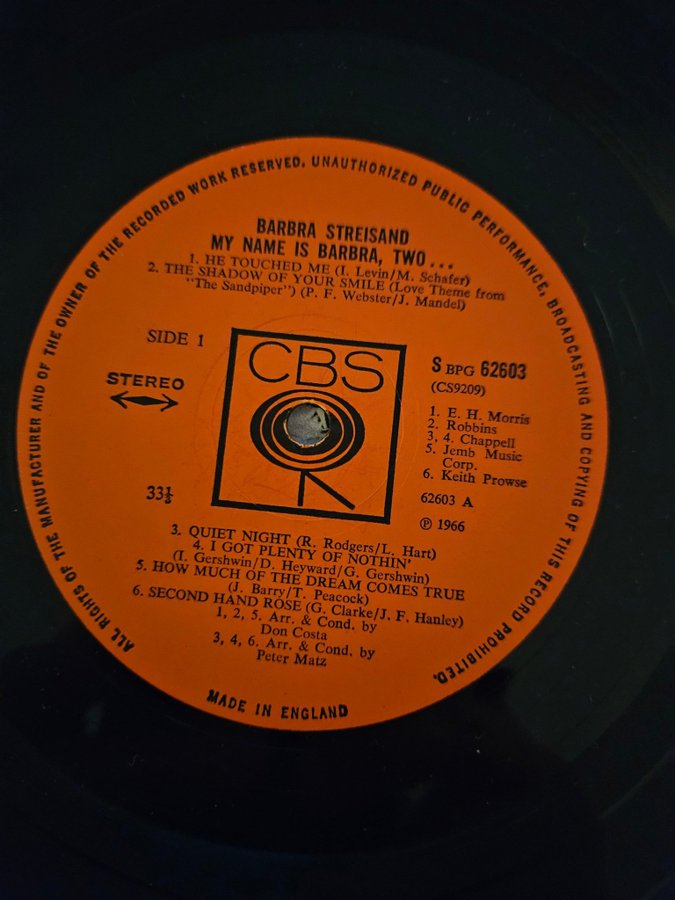 ALL RIGHTS OF THE MANUFACTURER AND OF THE OWNER OF THE RECORDED WORK RESERVED. UNAUTHORIZED PUBLIC PERFORMANCE, BROADCASTING AND COPYING OF THIS RECORD PROHIBITED.
BARBRA STREISAND
MY NAME IS BARBRA, TWO...
1. HE TOUCHED ME (I. Levin/M. Schafer)
2. THE SHADOW OF YOUR SMILE (Love Theme from
"The Sandpiper") (P. F. Webster/J. Mandel)
SIDE 1
STEREO
33⅓
CBS
S BPG 62603
(CS9209)
1. E. H. Morris
2. Robbins
3, 4. Chappell
5. Jemb Music
Corp.
6. Keith Prowse
62603 A
℗ 1966
3. QUIET NIGHT (R. Rodgers/L. Hart)
4. I GOT PLENTY OF NOTHIN'
(I. Gershwin/D. Heyward/G. Gershwin)
5. HOW MUCH OF THE DREAM COMES TRUE
(J. Barry/T. Peacock)
6. SECOND HAND ROSE (G. Clarke/J. F. Hanley)
1, 2, 5. Arr. & Cond. by
Don Costa
3, 4, 6. Arr. & Cond. by
Peter Matz
MADE IN ENGLAND